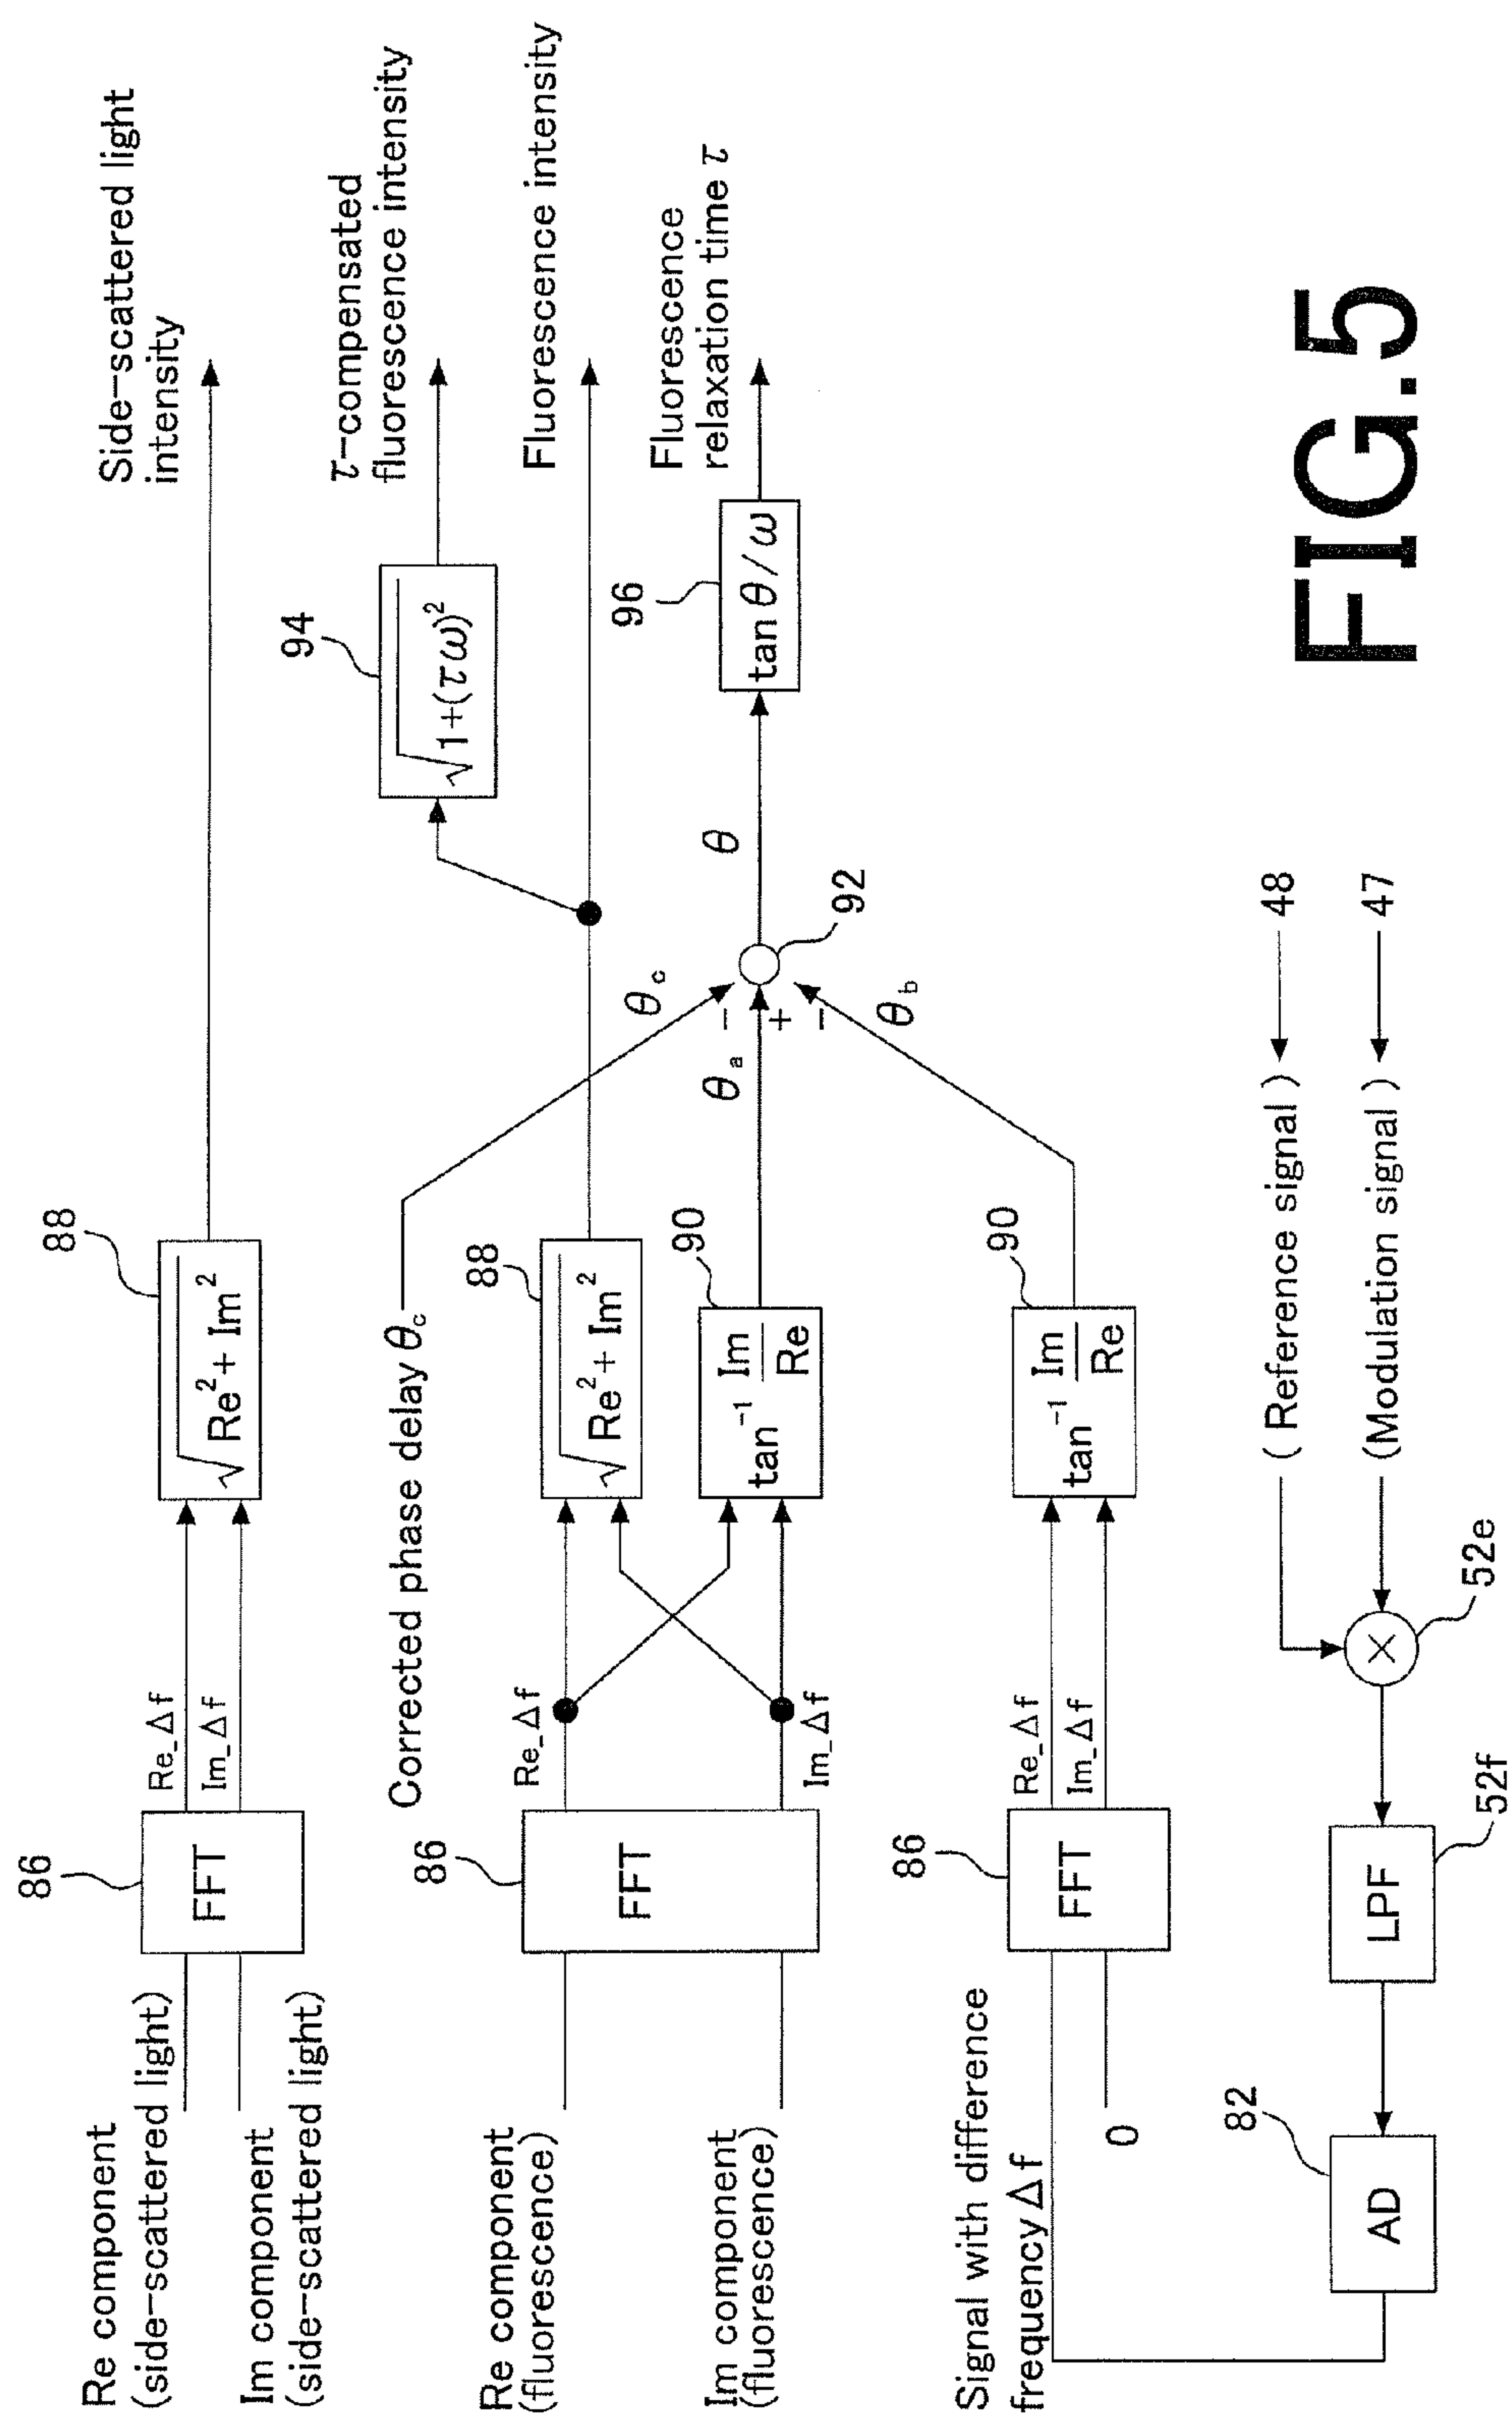 Re component
(side-scattered light)
Im component
(side-scattered light)
86
FFT
Re_Δf
Im_Δf
88
√Re²+Im²
Side-scattered light
intensity
Corrected phase delay θc
Re component
(fluorescence)
Im component
(fluorescence)
86
FFT
Re_Δf
Im_Δf
88
√Re²+Im²
90
tan⁻¹ Im/Re
θc
θa
θb
−
+
−
92
θ
94
√1+(τω)²
96
tan θ/ω
τ-compensated
fluorescence intensity
Fluorescence intensity
Fluorescence
relaxation time τ
Signal with difference
frequency Δf
0
86
FFT
Re_Δf
Im_Δf
90
tan⁻¹ Im/Re
82
AD
LPF
52f
×
52e
(Reference signal)
48
(Modulation signal)
47
FIG.5